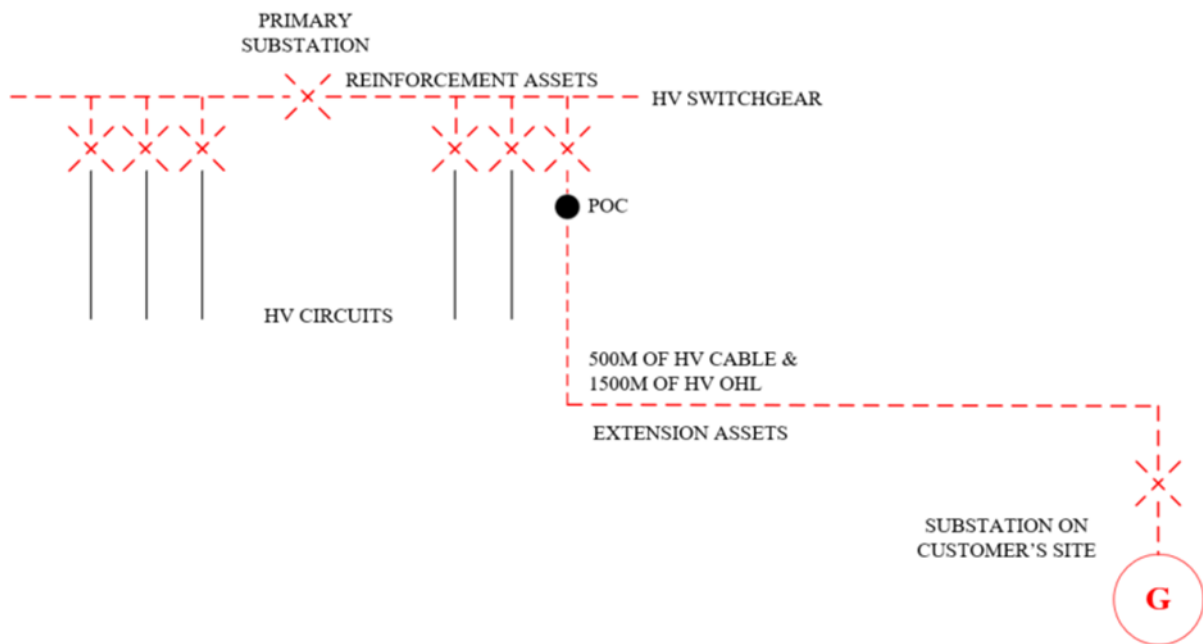 PRIMARY
SUBSTATION
REINFORCEMENT ASSETS
HV SWITCHGEAR
POC
HV CIRCUITS
500M OF HV CABLE &
1500M OF HV OHL
EXTENSION ASSETS
SUBSTATION ON
CUSTOMER'S SITE
G